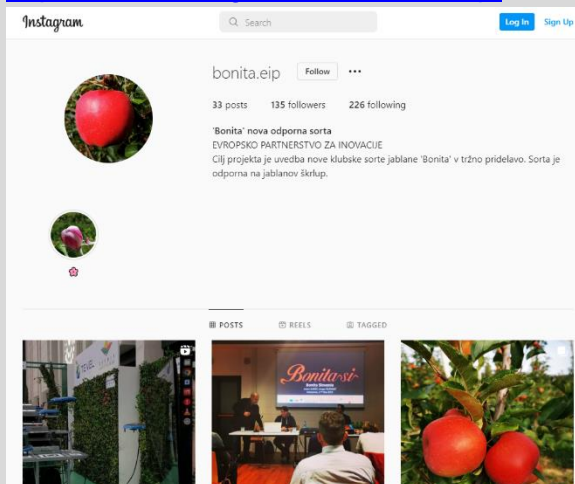 Instagram
Search
Log In
Sign Up
bonita.eip
Follow
33 posts 135 followers 226 following
'Bonita' nova odporna sorta
EVROPSKO PARTNERSTVO ZA INOVACIJE
Cilj projekta je uvedba nove klubske sorte jablane 'Bonita' v tržno pridelavo. Sorta je
odporna na jablanov škrlup.
POSTS
REELS
TAGGED
TEVEL
Bonita-si